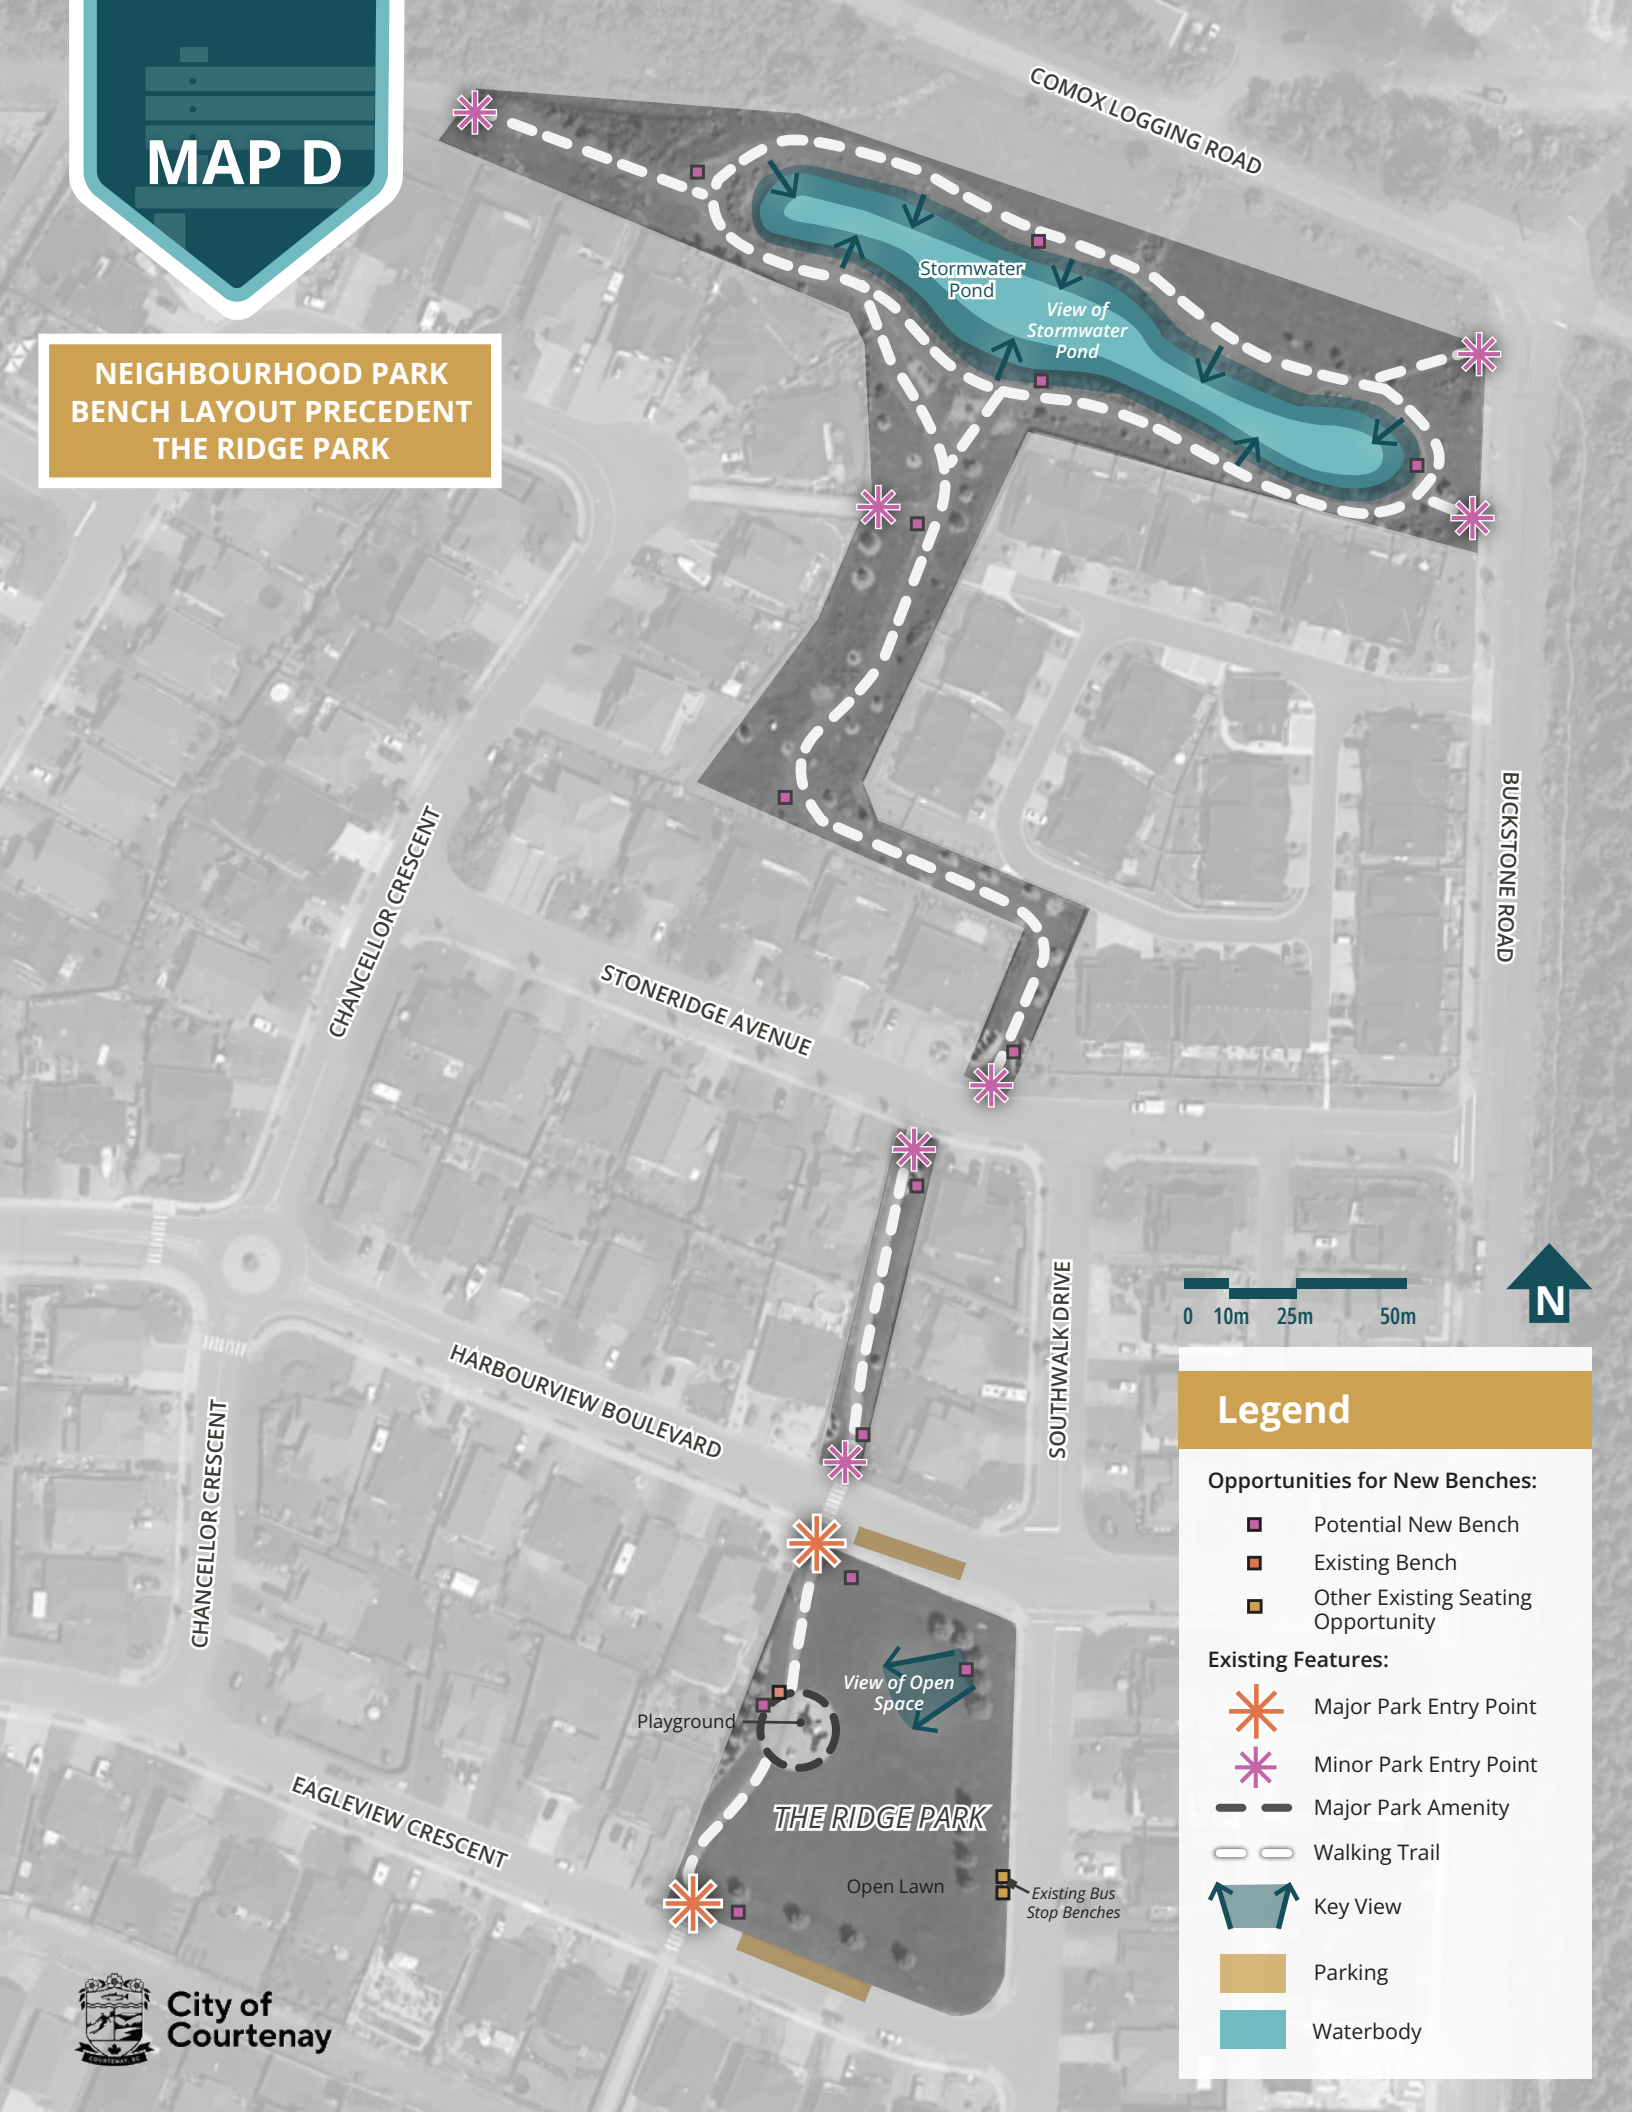 MAP D
NEIGHBOURHOOD PARK
BENCH LAYOUT PRECEDENT
THE RIDGE PARK
COMOX LOGGING ROAD
Stormwater
Pond
View of
Stormwater
Pond
BUCKSTONE ROAD
CHANCELLOR CRESCENT
STONERIDGE AVENUE
SOUTHWALK DRIVE
HARBOURVIEW BOULEVARD
CHANCELLOR CRESCENT
EAGLEVIEW CRESCENT
View of Open
Space
Playground
THE RIDGE PARK
Open Lawn
Existing Bus
Stop Benches
0 10m 25m 50m
N
Legend
Opportunities for New Benches:
Potential New Bench
Existing Bench
Other Existing Seating
Opportunity
Existing Features:
Major Park Entry Point
Minor Park Entry Point
Major Park Amenity
Walking Trail
Key View
Parking
Waterbody
City of
Courtenay
COURTENAY, BC